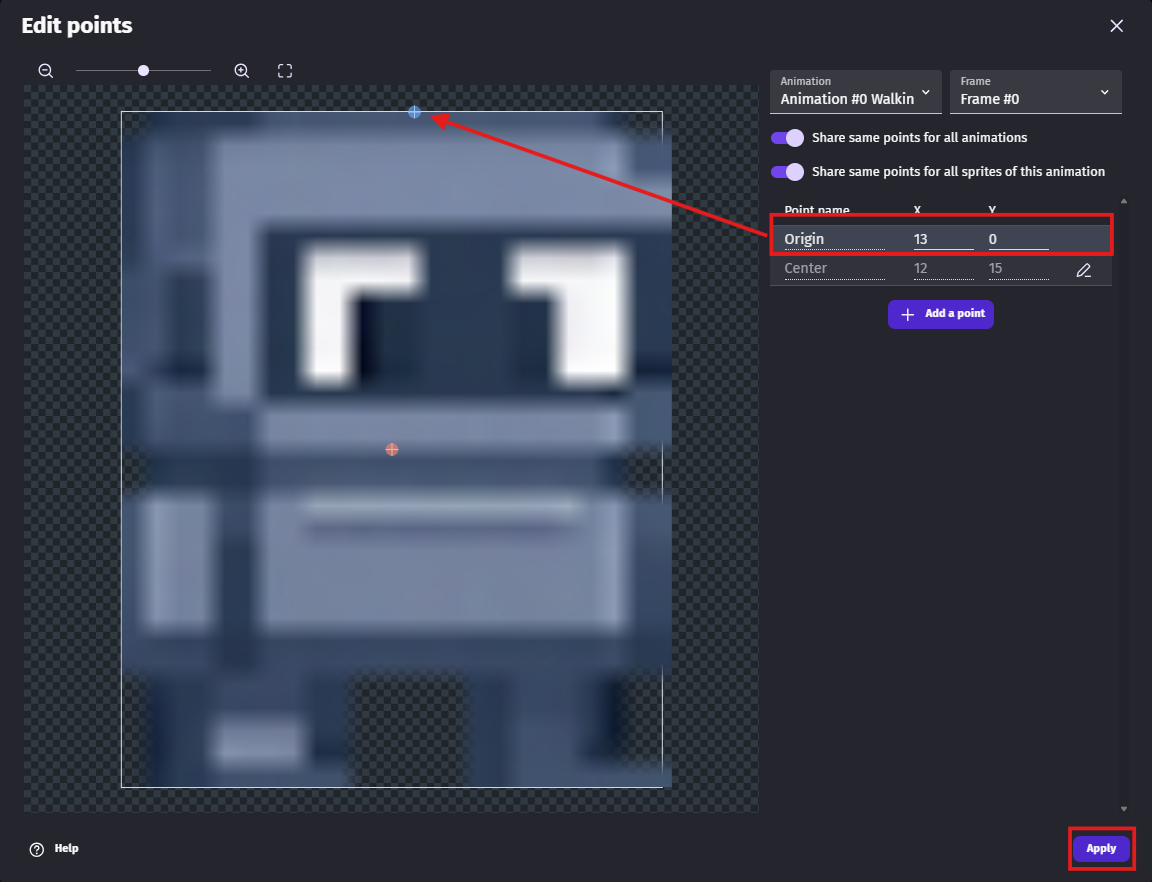 Edit points
Animation
Animation #0 Walkin
Frame
Frame #0
Share same points for all animations
Share same points for all sprites of this animation
Point name X Y
Origin 13 0
Center 12 15
Add a point
Help
Apply